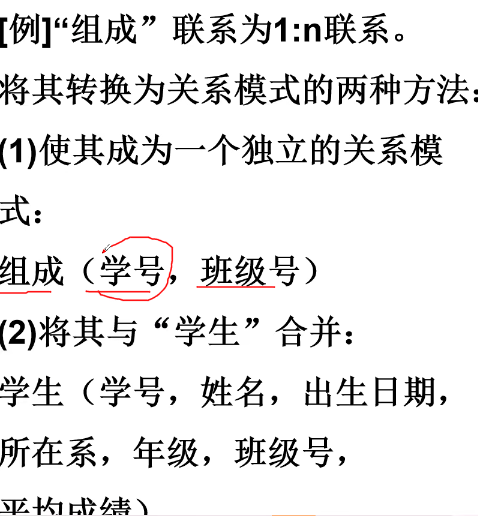 [例]“组成”联系为1:n联系。
将其转换为关系模式的两种方法：
(1)使其成为一个独立的关系模
式：
组成（学号，班级号）
(2)将其与“学生”合并：
学生（学号，姓名，出生日期，
所在系，年级，班级号，
平均成绩）